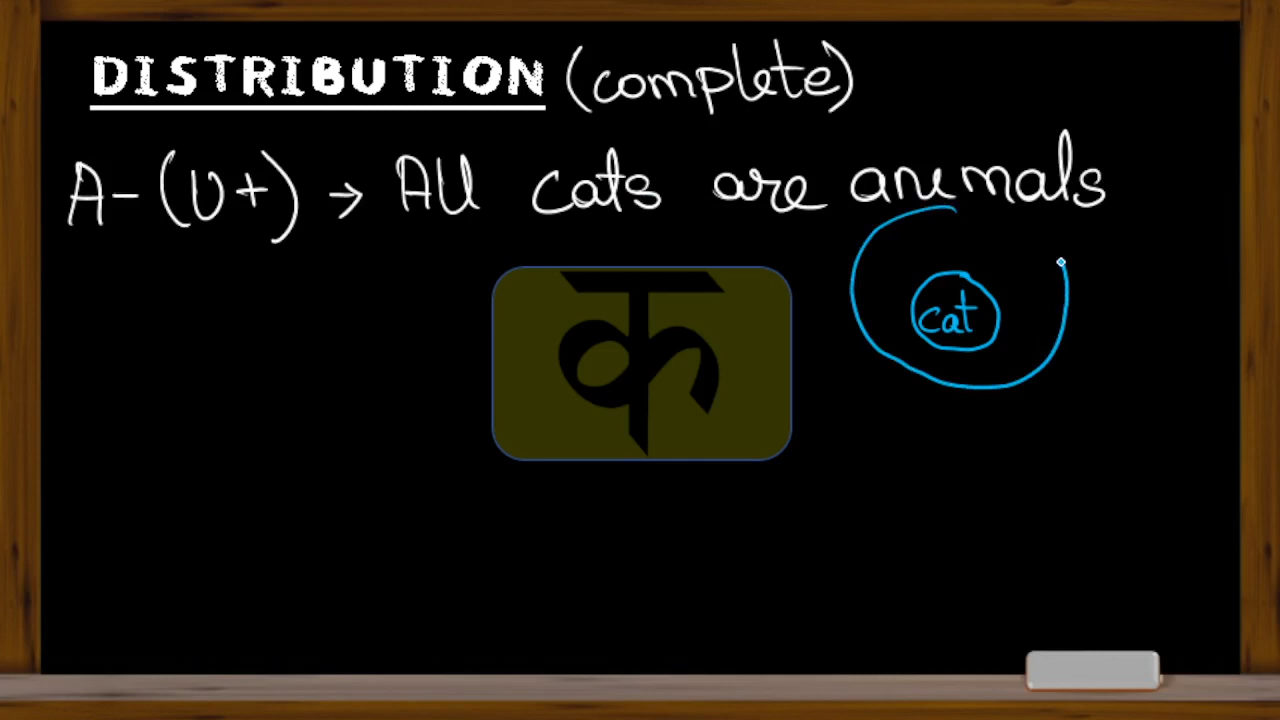 DISTRIBUTION (complete)
A- (U+) → All cats are animals
cat
क